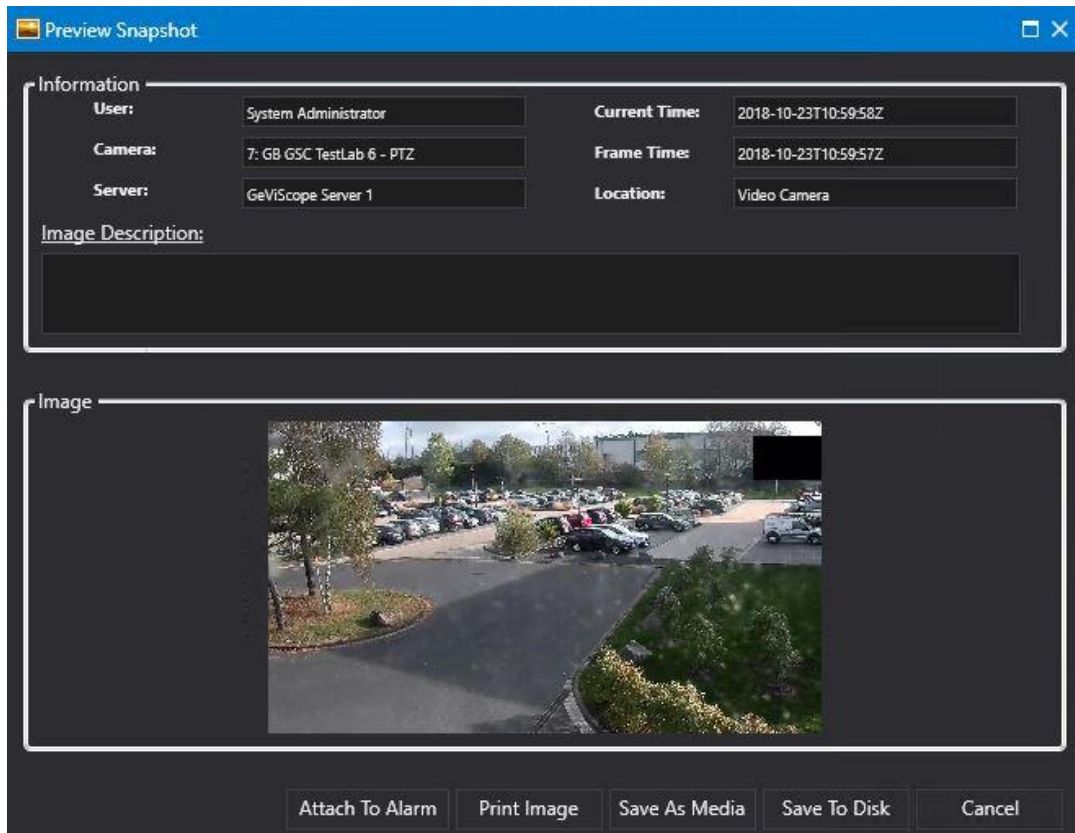 Preview Snapshot
Information
User: System Administrator Current Time: 2018-10-23T10:59:58Z
Camera: 7: GB GSC TestLab 6 - PTZ Frame Time: 2018-10-23T10:59:57Z
Server: GeViScope Server 1 Location: Video Camera
Image Description:
Image
Attach To Alarm Print Image Save As Media Save To Disk Cancel